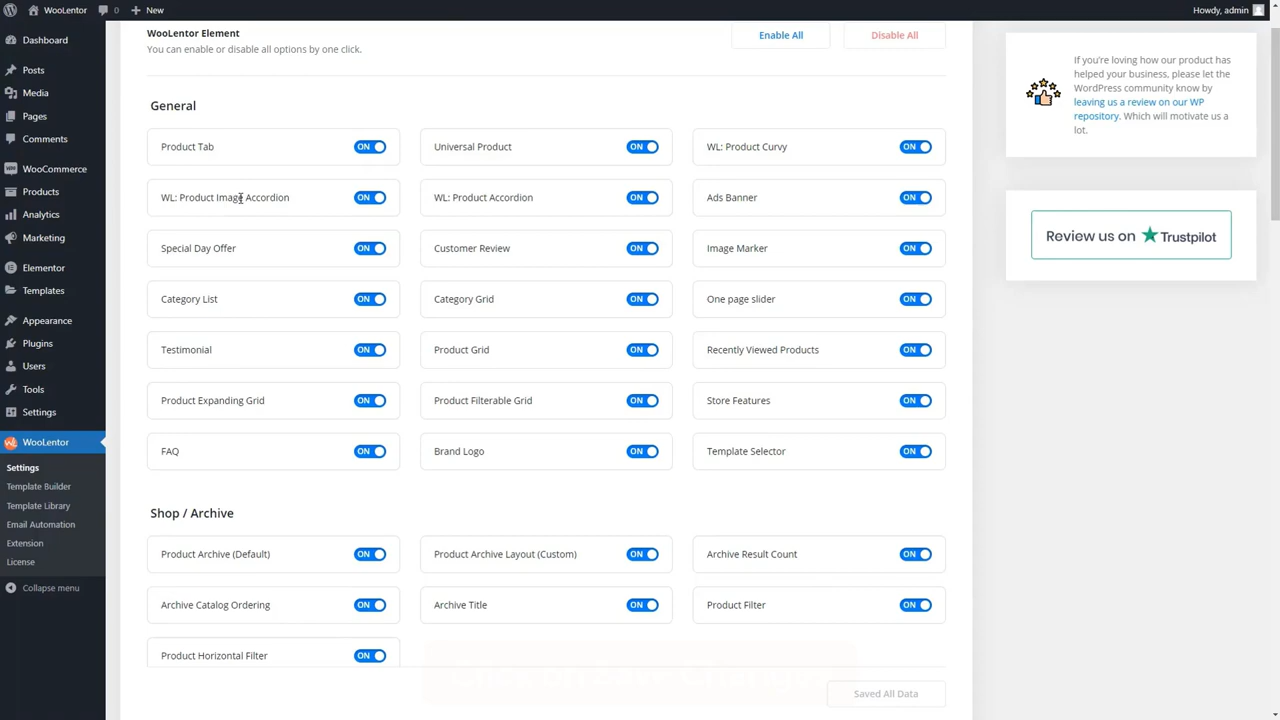 WooLentor
0
New
Howdy, admin
Dashboard
Posts
Media
Pages
Comments
WooCommerce
Products
Analytics
Marketing
Elementor
Templates
Appearance
Plugins
Users
Tools
Settings
WooLentor
Settings
Template Builder
Template Library
Email Automation
Extension
License
Collapse menu
WooLentor Element
You can enable or disable all options by one click.
Enable All
Disable All
General
Product Tab
ON
Universal Product
ON
WL: Product Curvy
ON
WL: Product Image Accordion
ON
WL: Product Accordion
ON
Ads Banner
ON
Special Day Offer
ON
Customer Review
ON
Image Marker
ON
Category List
ON
Category Grid
ON
One page slider
ON
Testimonial
ON
Product Grid
ON
Recently Viewed Products
ON
Product Expanding Grid
ON
Product Filterable Grid
ON
Store Features
ON
FAQ
ON
Brand Logo
ON
Template Selector
ON
Shop / Archive
Product Archive (Default)
ON
Product Archive Layout (Custom)
ON
Archive Result Count
ON
Archive Catalog Ordering
ON
Archive Title
ON
Product Filter
ON
Product Horizontal Filter
ON
Saved All Data
If you're loving how our product has
helped your business, please let the
WordPress community know by
leaving us a review on our WP
repository. Which will motivate us a
lot.
Review us on Trustpilot